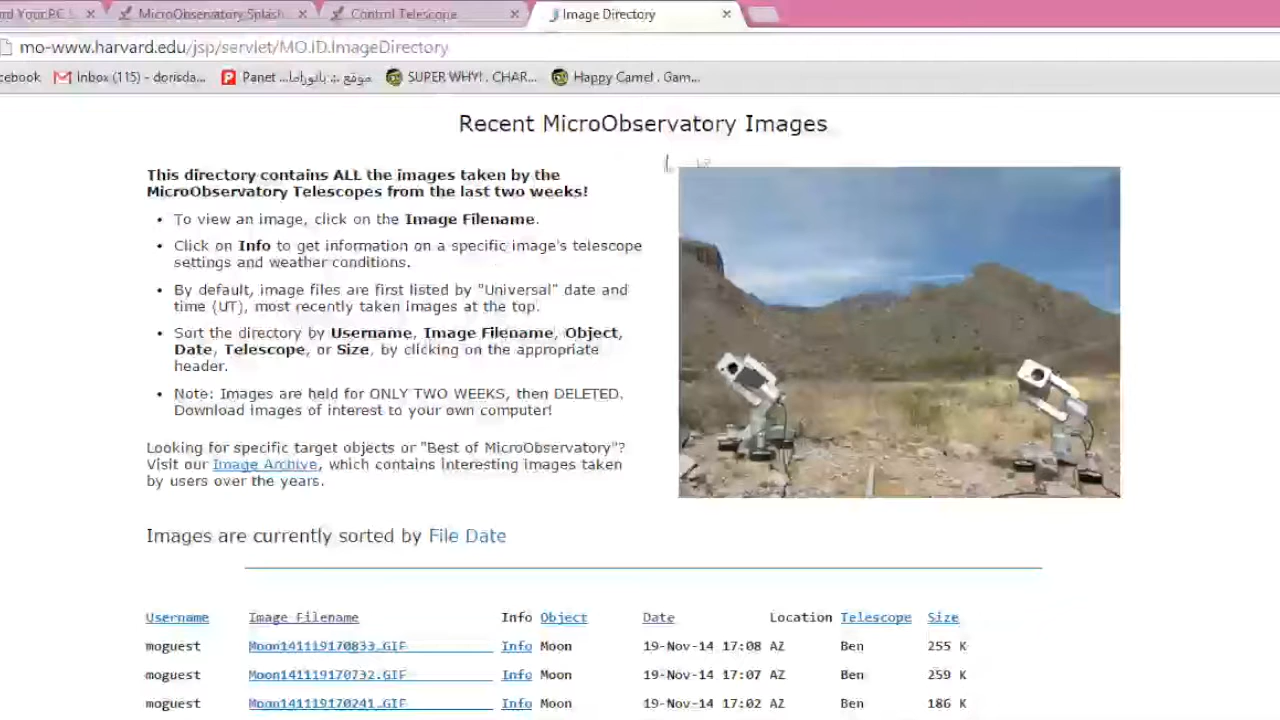 rd Your PC
MicroObservatory Splash
Control Telescope
Image Directory
mo-www.harvard.edu/jsp/servlet/MO.ID.ImageDirectory
cebook
Inbox (115) - dorisda...
Panet ...موقع :: بانوراما
SUPER WHY! . CHAR...
Happy Camel . Gam...
Recent MicroObservatory Images
This directory contains ALL the images taken by the
MicroObservatory Telescopes from the last two weeks!
• To view an image, click on the Image Filename.
• Click on Info to get information on a specific image's telescope
settings and weather conditions.
• By default, image files are first listed by "Universal" date and
time (UT), most recently taken images at the top.
• Sort the directory by Username, Image Filename, Object,
Date, Telescope, or Size, by clicking on the appropriate
header.
• Note: Images are held for ONLY TWO WEEKS, then DELETED.
Download images of interest to your own computer!
Looking for specific target objects or "Best of MicroObservatory"?
Visit our Image Archive, which contains interesting images taken
by users over the years.
Images are currently sorted by File Date
Username Image Filename Info Object Date Location Telescope Size
moguest Moon141119170833.GIF Info Moon 19-Nov-14 17:08 AZ Ben 255 K
moguest Moon141119170732.GIF Info Moon 19-Nov-14 17:07 AZ Ben 259 K
moguest Moon141119170241.GIF Info Moon 19-Nov-14 17:02 AZ Ben 186 K